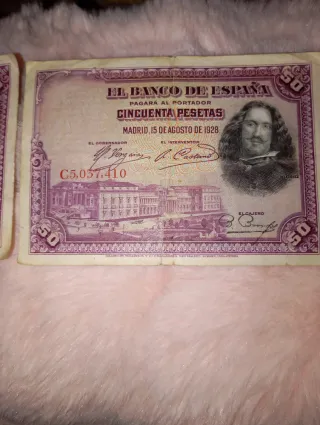 EL BANCO DE ESPAÑA
PAGARÁ AL PORTADOR
CINCUENTA PESETAS
MADRID, 15 DE AGOSTO DE 1928
EL GOBERNADOR EL INTERVENTOR
C5,057,410
EL CAJERO
50
50
50